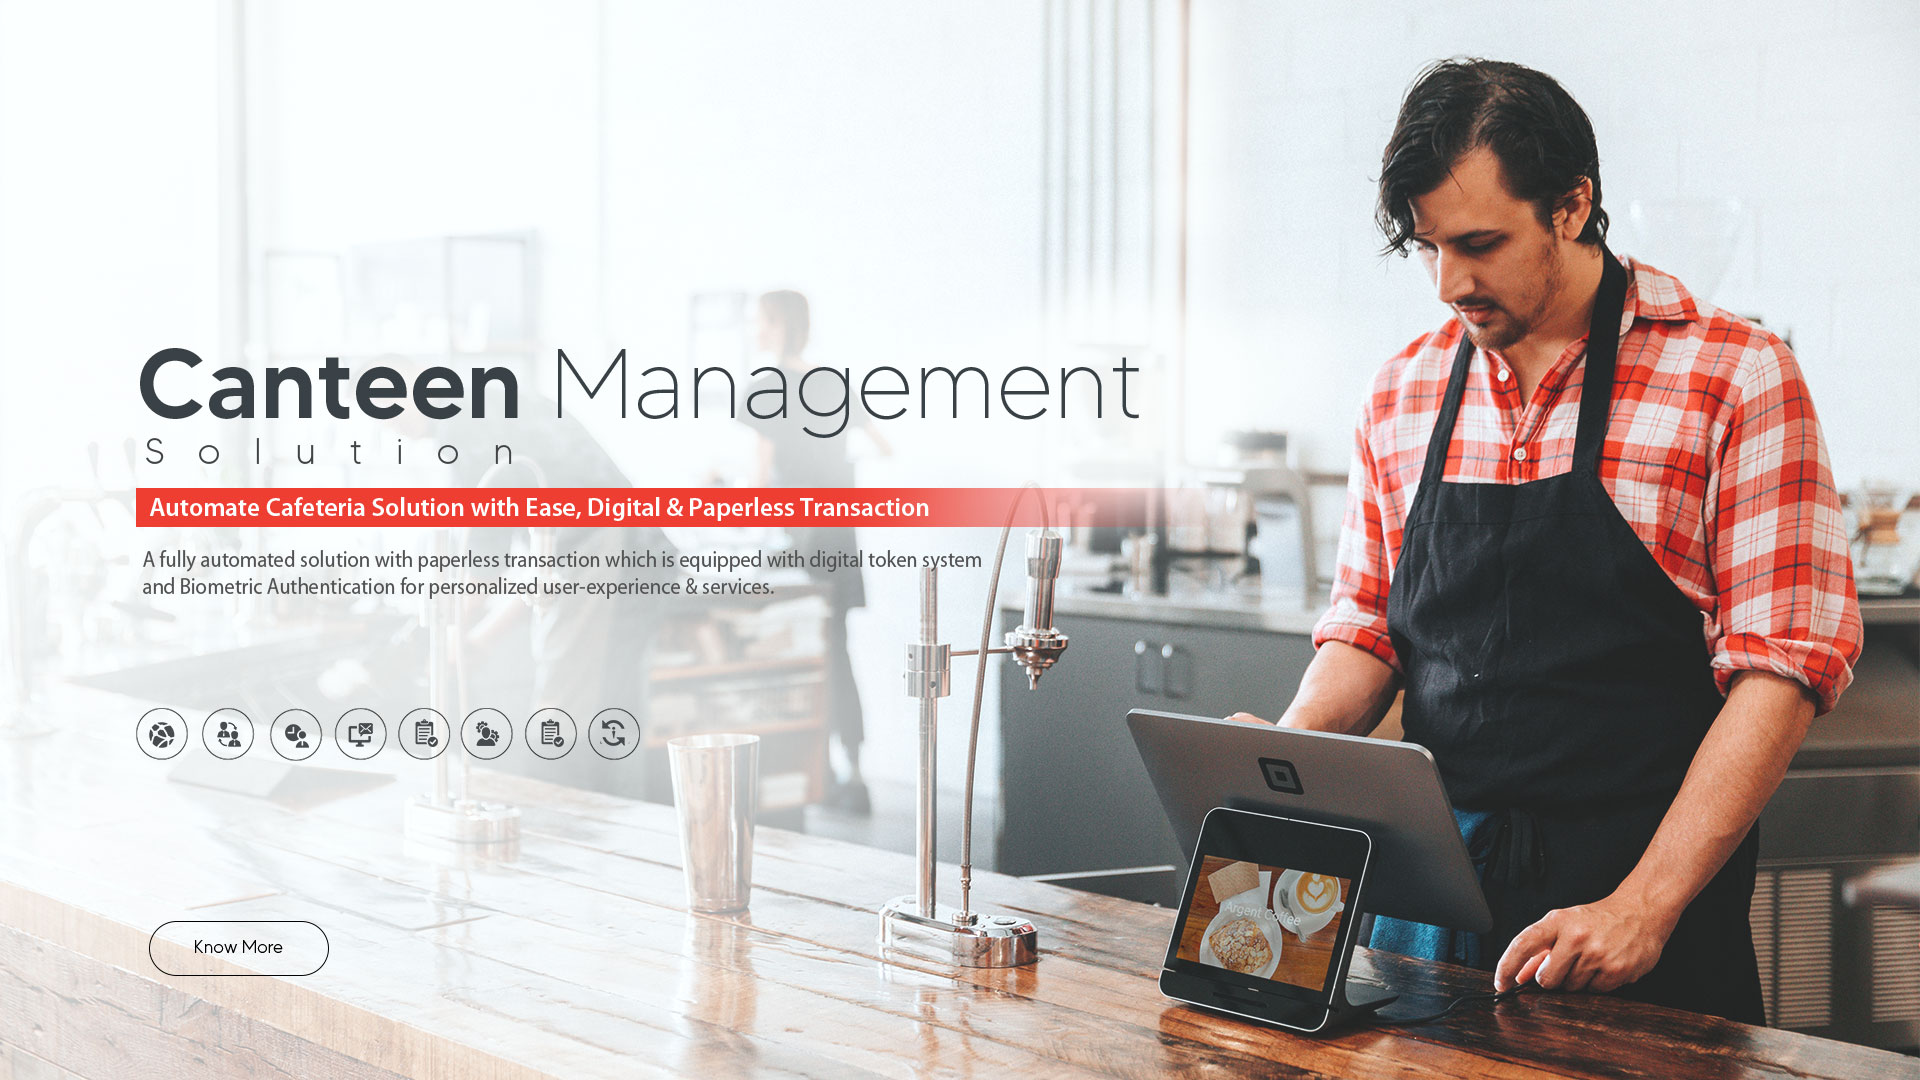 Canteen Management
Solution
Automate Cafeteria Solution with Ease, Digital & Paperless Transaction
A fully automated solution with paperless transaction which is equipped with digital token system
and Biometric Authentication for personalized user-experience & services.
Know More
Argent Coffee